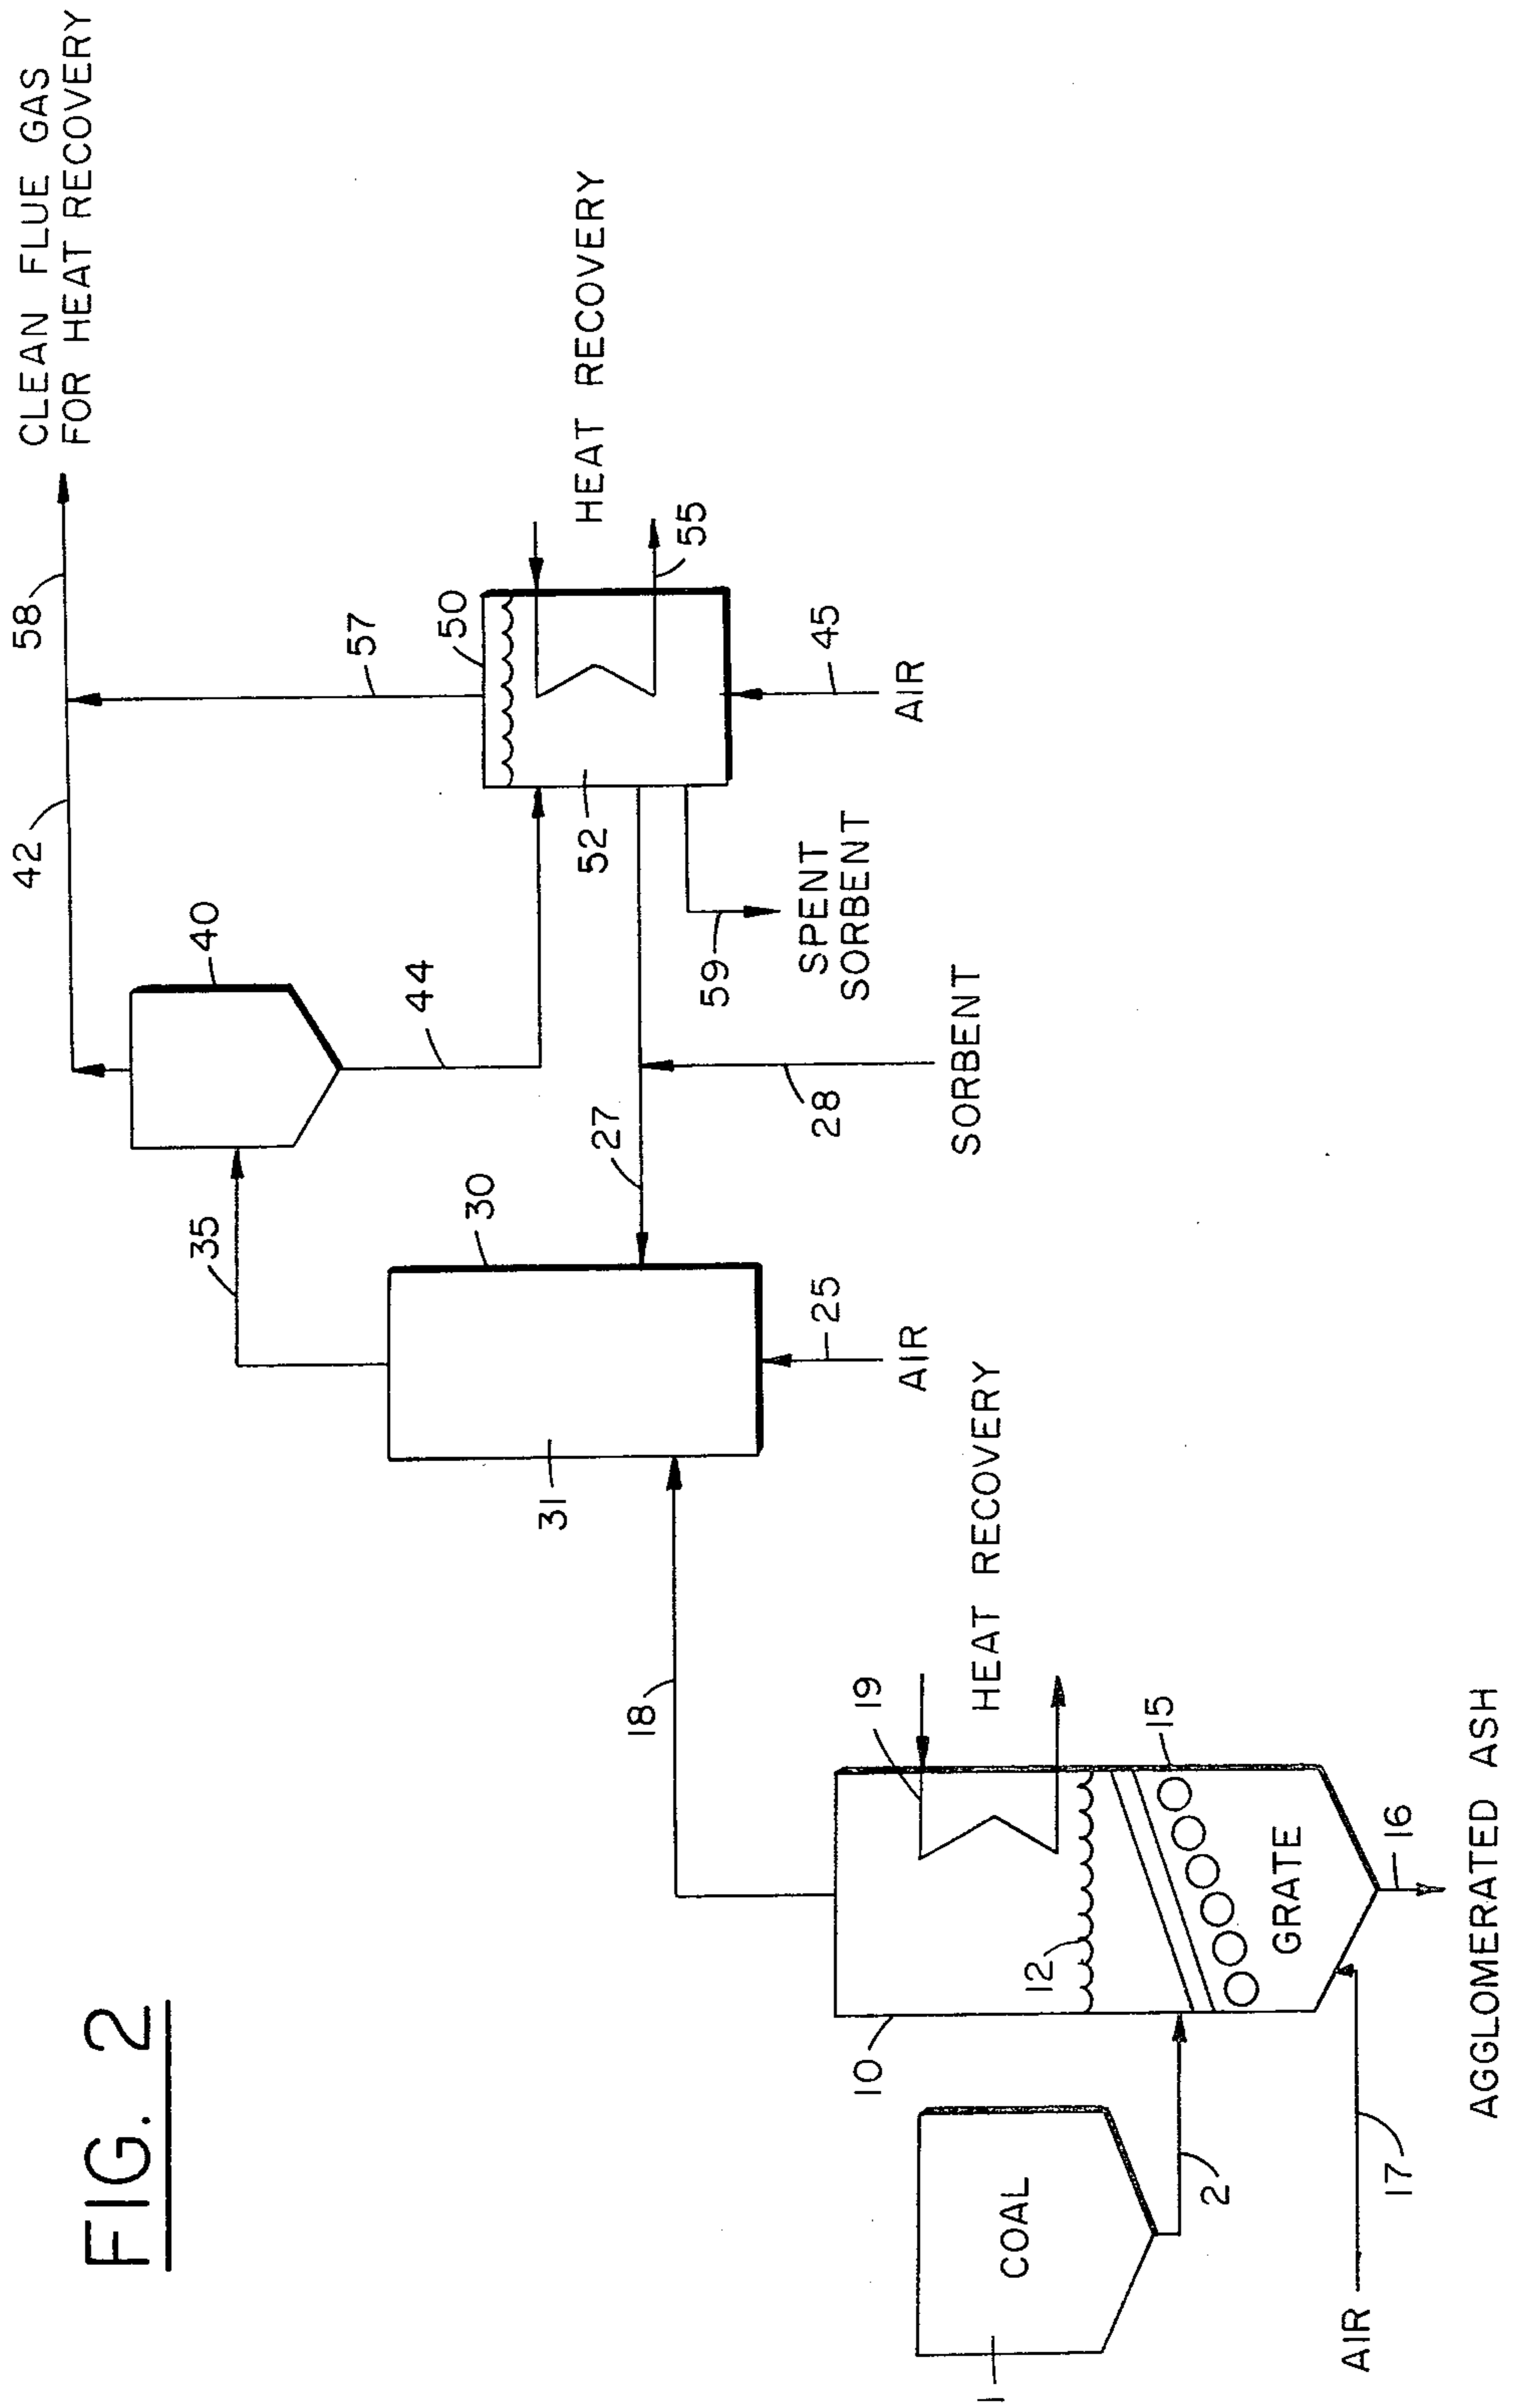 FIG. 2
CLEAN FLUE GAS
FOR HEAT RECOVERY
58
42
40
57
35
50
44
HEAT RECOVERY
30
52
55
27
31
59
45
28
25
SPENT
SORBENT
AIR
SORBENT
AIR
18
19
HEAT RECOVERY
10
12
15
1
COAL
GRATE
2
16
17
AIR
AGGLOMERATED ASH